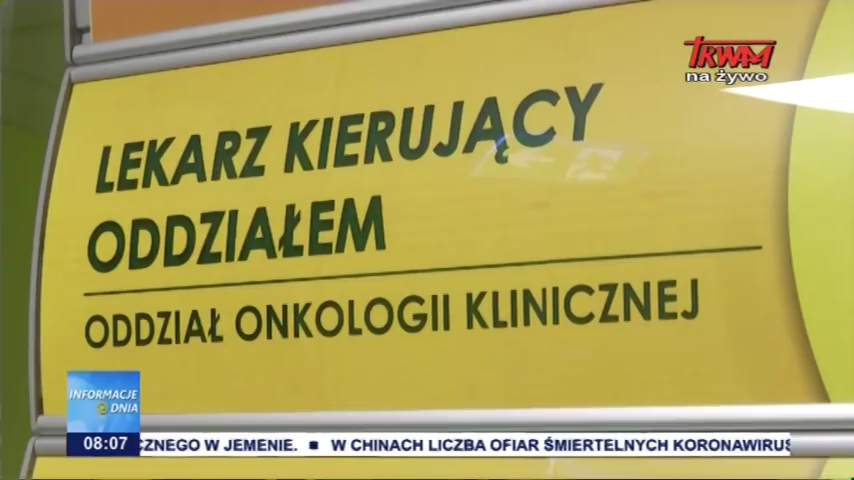 TRWAM
na żywo
LEKARZ KIERUJĄCY
ODDZIAŁEM
ODDZIAŁ ONKOLOGII KLINICZNEJ
INFORMACJE
DNIA
08:07
CZNEGO W JEMENIE. ■ W CHINACH LICZBA OFIAR ŚMIERTELNYCH KORONAWIRUS